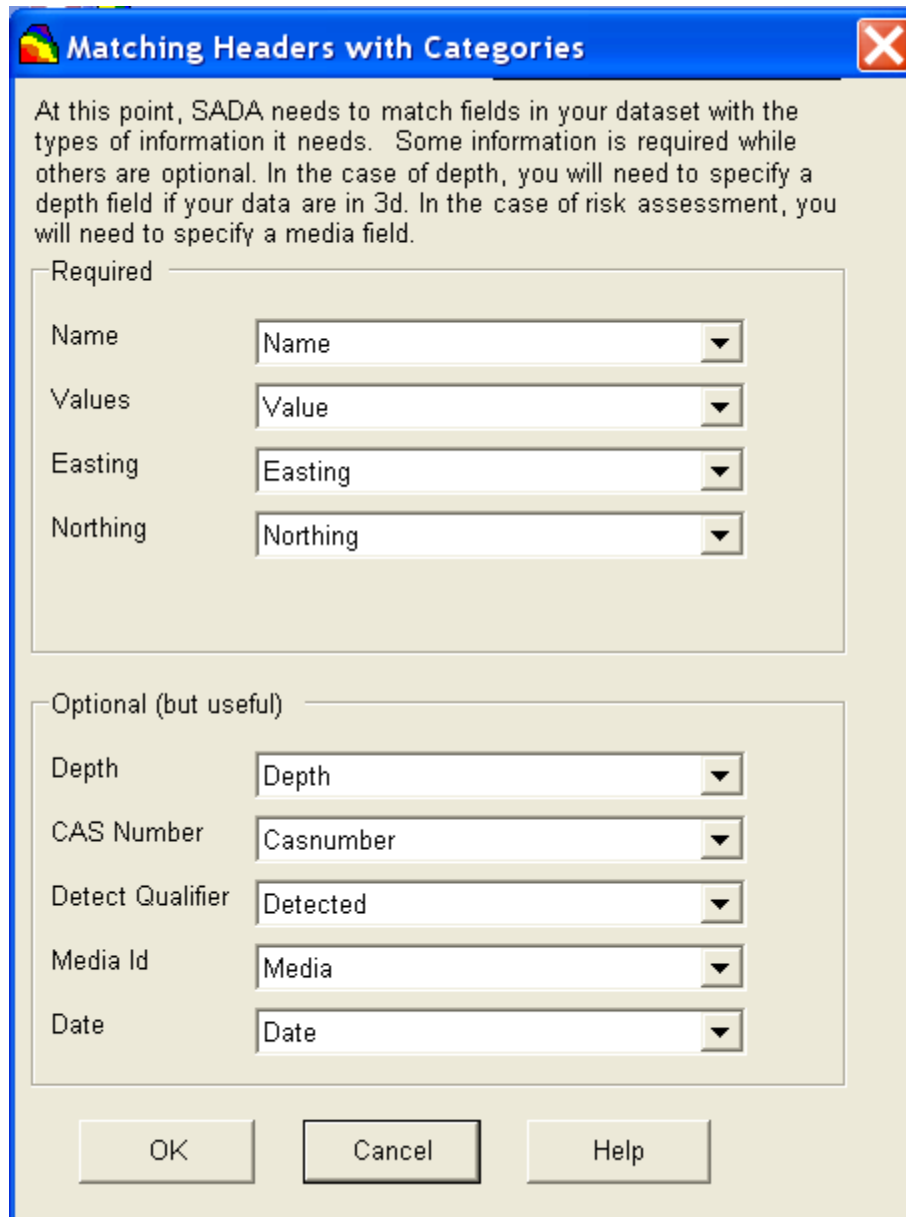 Matching Headers with Categories
At this point, SADA needs to match fields in your dataset with the
types of information it needs.  Some information is required while
others are optional. In the case of depth, you will need to specify a
depth field if your data are in 3d. In the case of risk assessment, you
will need to specify a media field.
Required
Name Name
Values Value
Easting Easting
Northing Northing
Optional (but useful)
Depth Depth
CAS Number Casnumber
Detect Qualifier Detected
Media Id Media
Date Date
OK Cancel Help